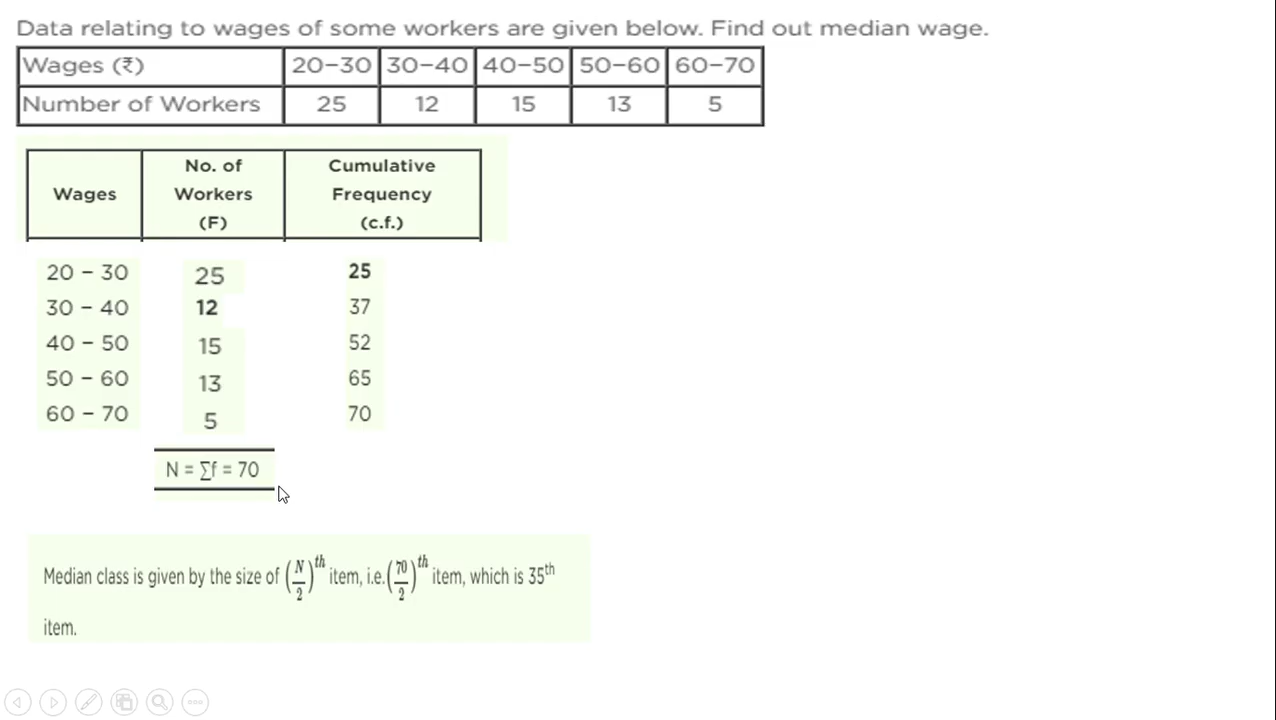 Data relating to wages of some workers are given below. Find out median wage.
Wages (₹) 20–30 30–40 40–50 50–60 60–70
Number of Workers 25 12 15 13 5
Wages No. of Workers (F) Cumulative Frequency (c.f.)
20 – 30 25 25
30 – 40 12 37
40 – 50 15 52
50 – 60 13 65
60 – 70 5 70
N = ∑f = 70
Median class is given by the size of (N/2)th item, i.e.(70/2)th item, which is 35th
item.